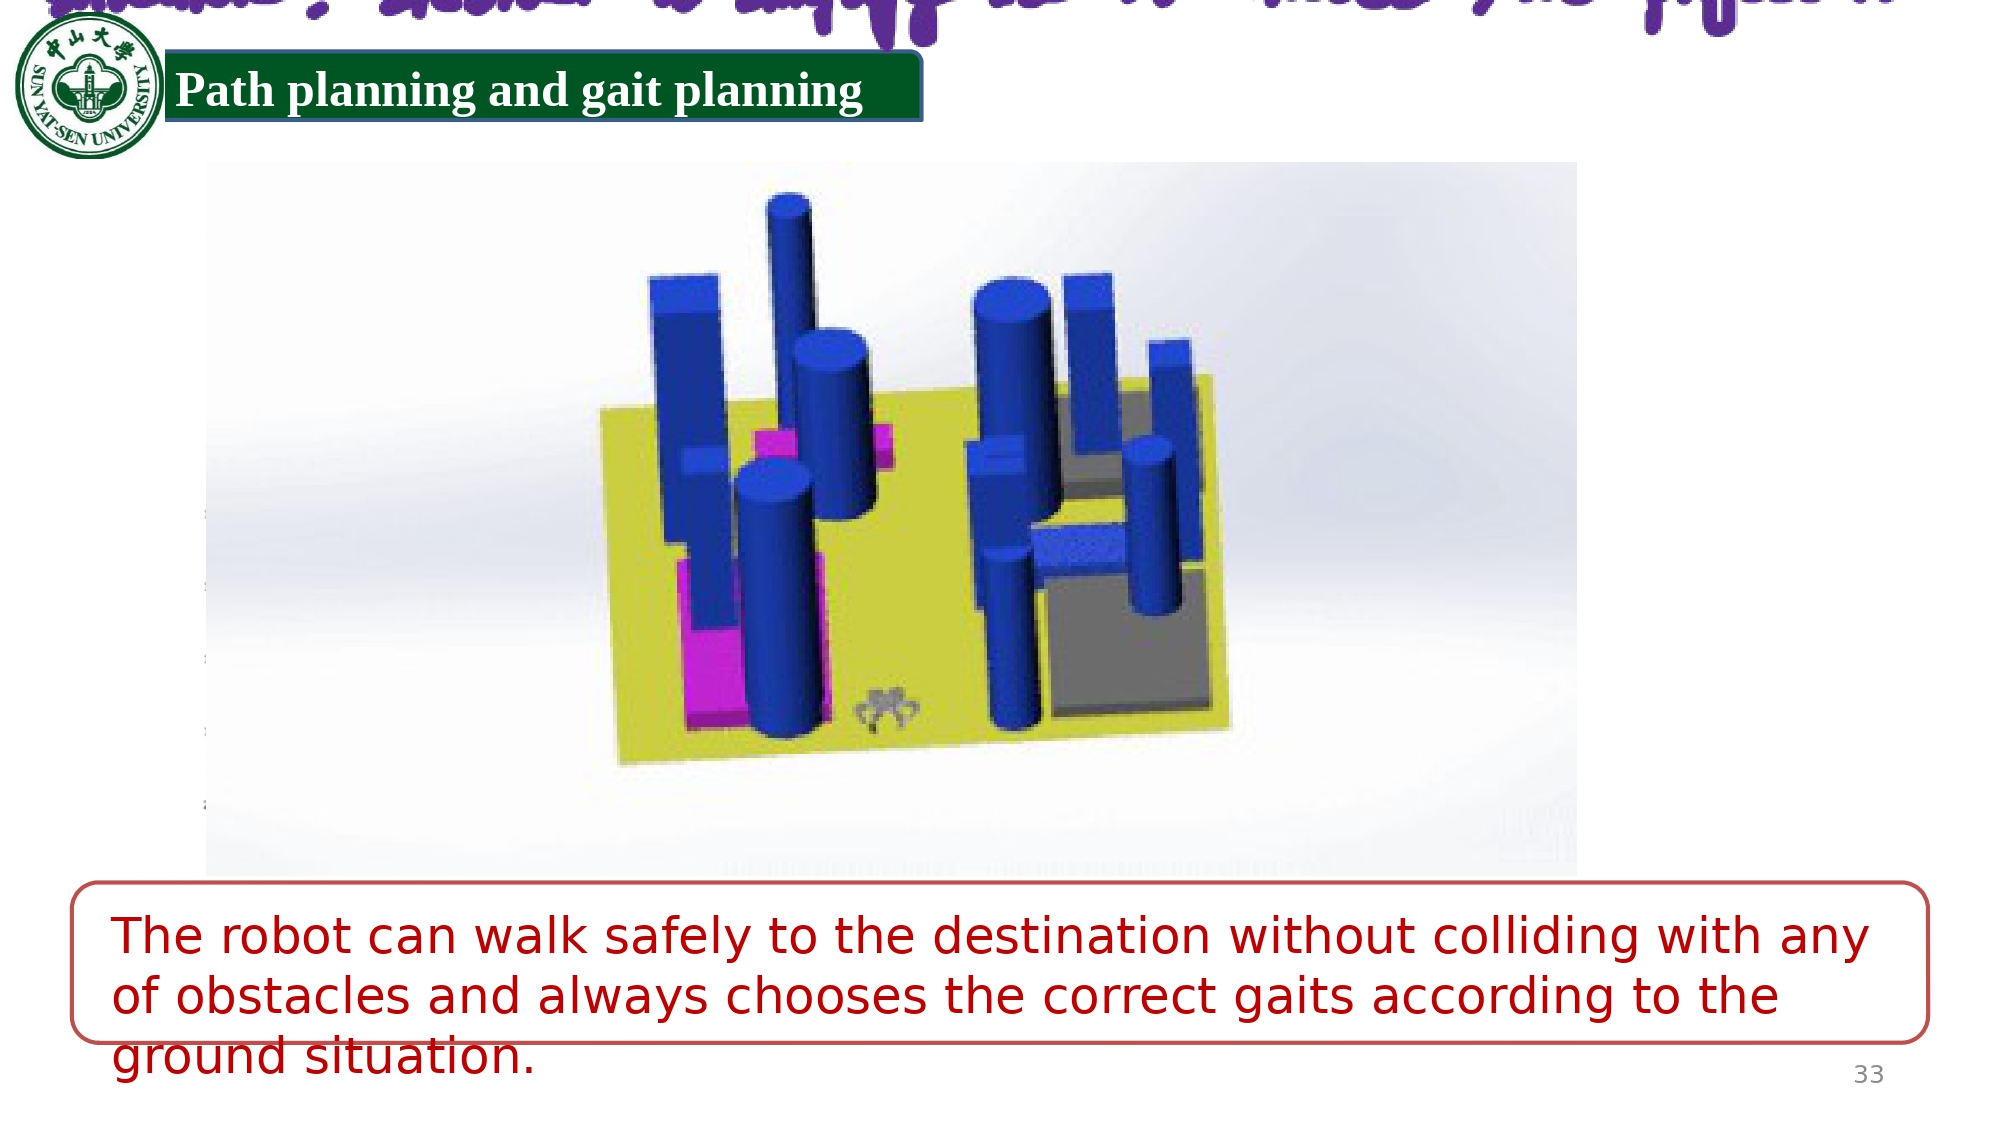 中山大学
SUN YAT-SEN UNIVERSITY
Path planning and gait planning
The robot can walk safely to the destination without colliding with any
of obstacles and always chooses the correct gaits according to the
ground situation.
33